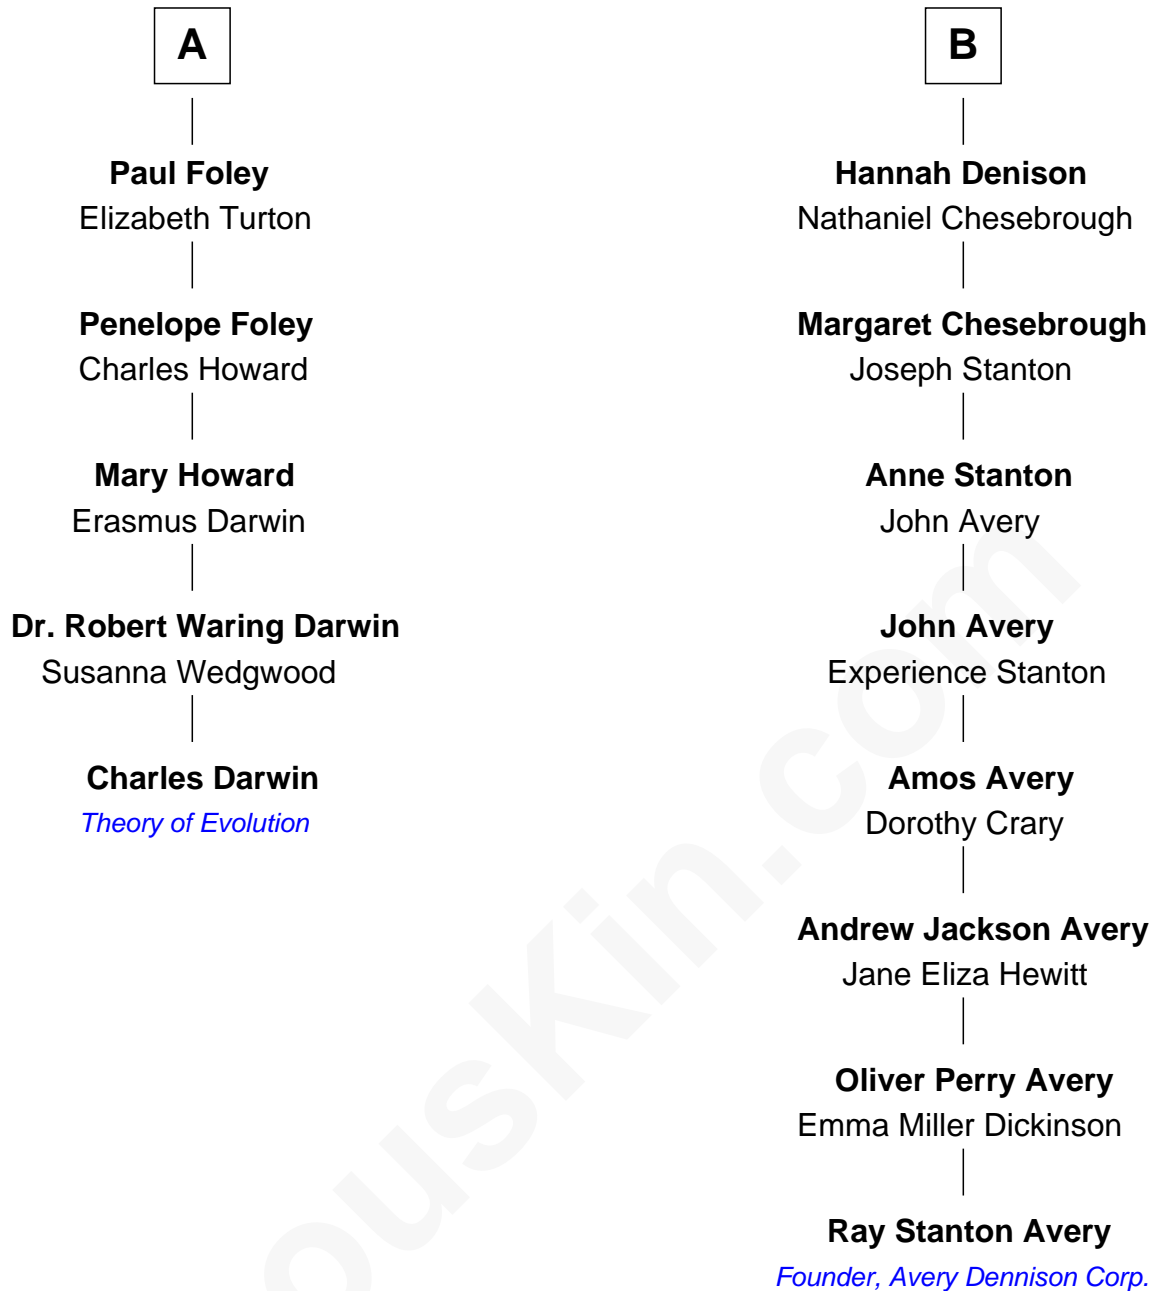 A
Paul Foley
Elizabeth Turton
Penelope Foley
Charles Howard
Mary Howard
Erasmus Darwin
Dr. Robert Waring Darwin
Susanna Wedgwood
Charles Darwin
Theory of Evolution
B
Hannah Denison
Nathaniel Chesebrough
Margaret Chesebrough
Joseph Stanton
Anne Stanton
John Avery
John Avery
Experience Stanton
Amos Avery
Dorothy Crary
Andrew Jackson Avery
Jane Eliza Hewitt
Oliver Perry Avery
Emma Miller Dickinson
Ray Stanton Avery
Founder, Avery Dennison Corp.
ousKin.com